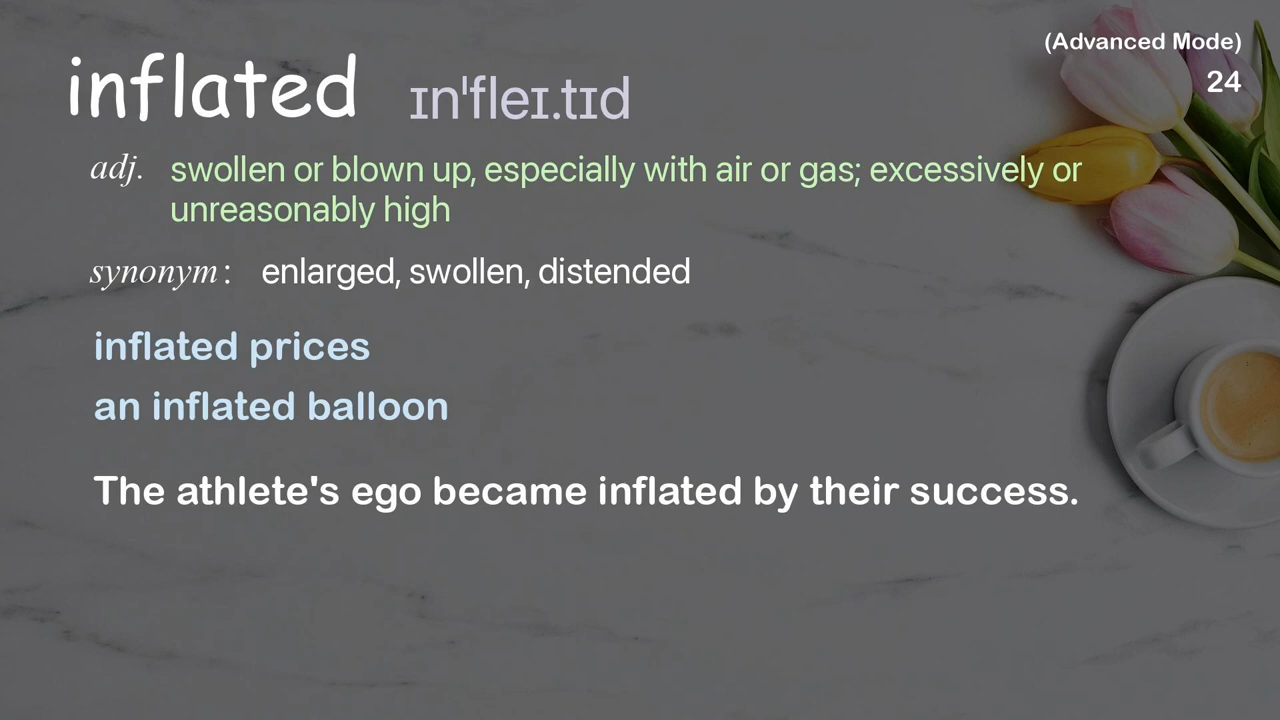 (Advanced Mode)
24
inflated ɪnˈfleɪ.tɪd
adj. swollen or blown up, especially with air or gas; excessively or
unreasonably high
synonym: enlarged, swollen, distended
inflated prices
an inflated balloon
The athlete's ego became inflated by their success.